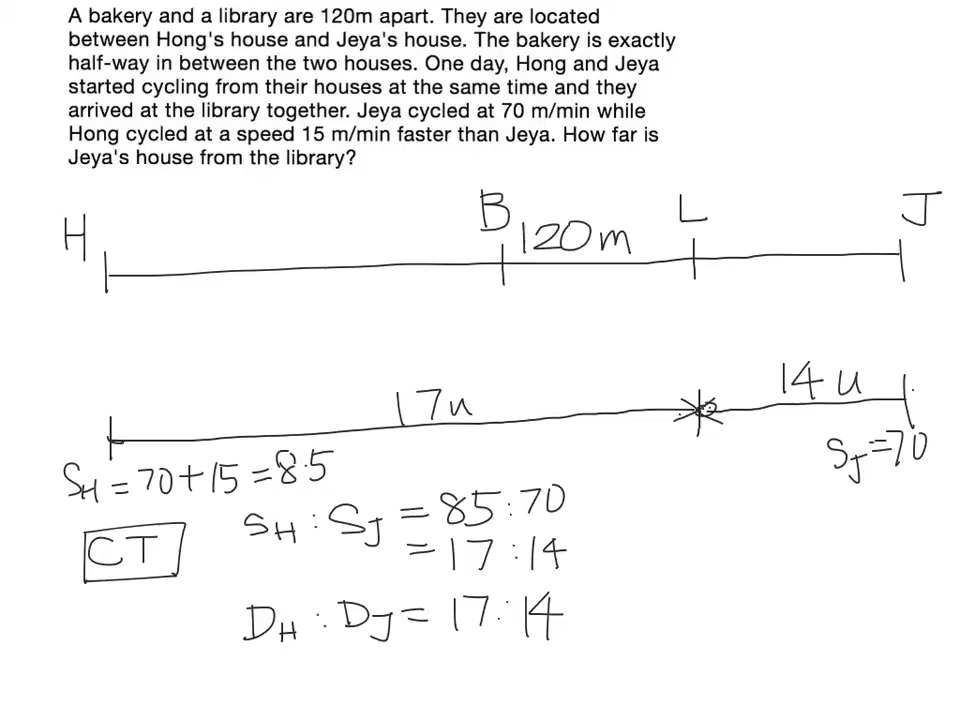 A bakery and a library are 120m apart. They are located
between Hong's house and Jeya's house. The bakery is exactly
half-way in between the two houses. One day, Hong and Jeya
started cycling from their houses at the same time and they
arrived at the library together. Jeya cycled at 70 m/min while
Hong cycled at a speed 15 m/min faster than Jeya. How far is
Jeya's house from the library?
H B 120m L J
17u 14u
SH = 70+15 = 85 SJ = 70
CT
SH : SJ = 85 : 70
= 17 : 14
DH : DJ = 17 : 14